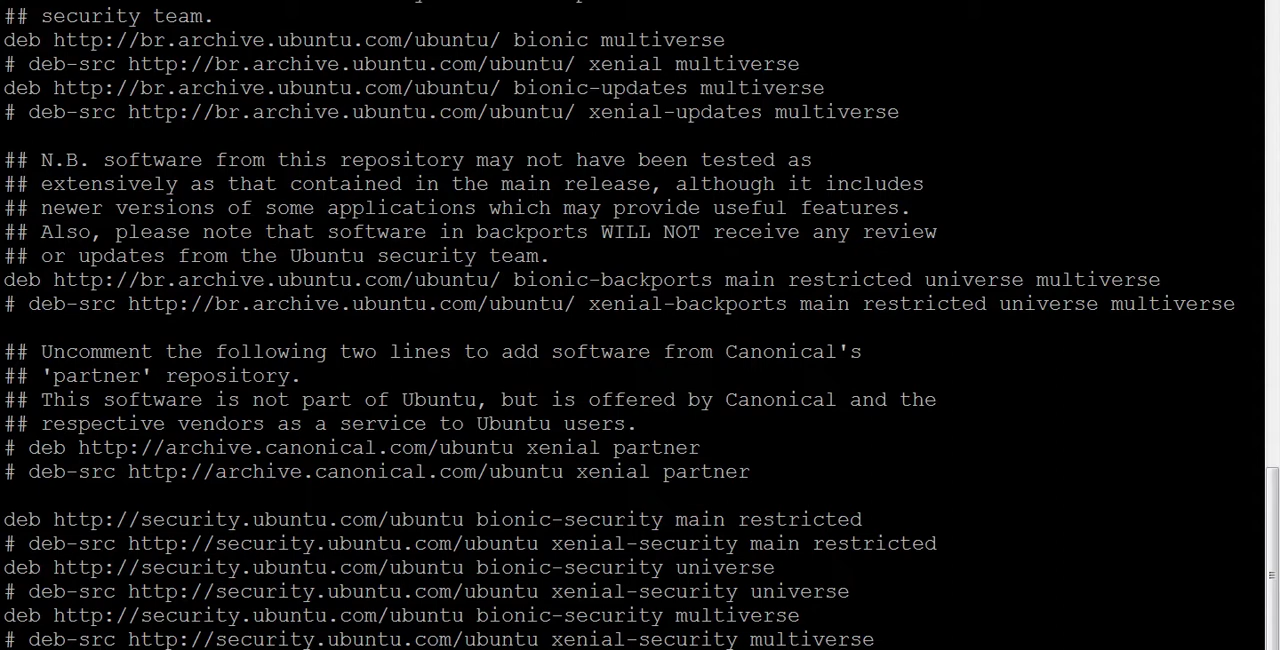 ## security team.
deb http://br.archive.ubuntu.com/ubuntu/ bionic multiverse
# deb-src http://br.archive.ubuntu.com/ubuntu/ xenial multiverse
deb http://br.archive.ubuntu.com/ubuntu/ bionic-updates multiverse
# deb-src http://br.archive.ubuntu.com/ubuntu/ xenial-updates multiverse

## N.B. software from this repository may not have been tested as
## extensively as that contained in the main release, although it includes
## newer versions of some applications which may provide useful features.
## Also, please note that software in backports WILL NOT receive any review
## or updates from the Ubuntu security team.
deb http://br.archive.ubuntu.com/ubuntu/ bionic-backports main restricted universe multiverse
# deb-src http://br.archive.ubuntu.com/ubuntu/ xenial-backports main restricted universe multiverse

## Uncomment the following two lines to add software from Canonical's
## 'partner' repository.
## This software is not part of Ubuntu, but is offered by Canonical and the
## respective vendors as a service to Ubuntu users.
# deb http://archive.canonical.com/ubuntu xenial partner
# deb-src http://archive.canonical.com/ubuntu xenial partner

deb http://security.ubuntu.com/ubuntu bionic-security main restricted
# deb-src http://security.ubuntu.com/ubuntu xenial-security main restricted
deb http://security.ubuntu.com/ubuntu bionic-security universe
# deb-src http://security.ubuntu.com/ubuntu xenial-security universe
deb http://security.ubuntu.com/ubuntu bionic-security multiverse
# deb-src http://security.ubuntu.com/ubuntu xenial-security multiverse